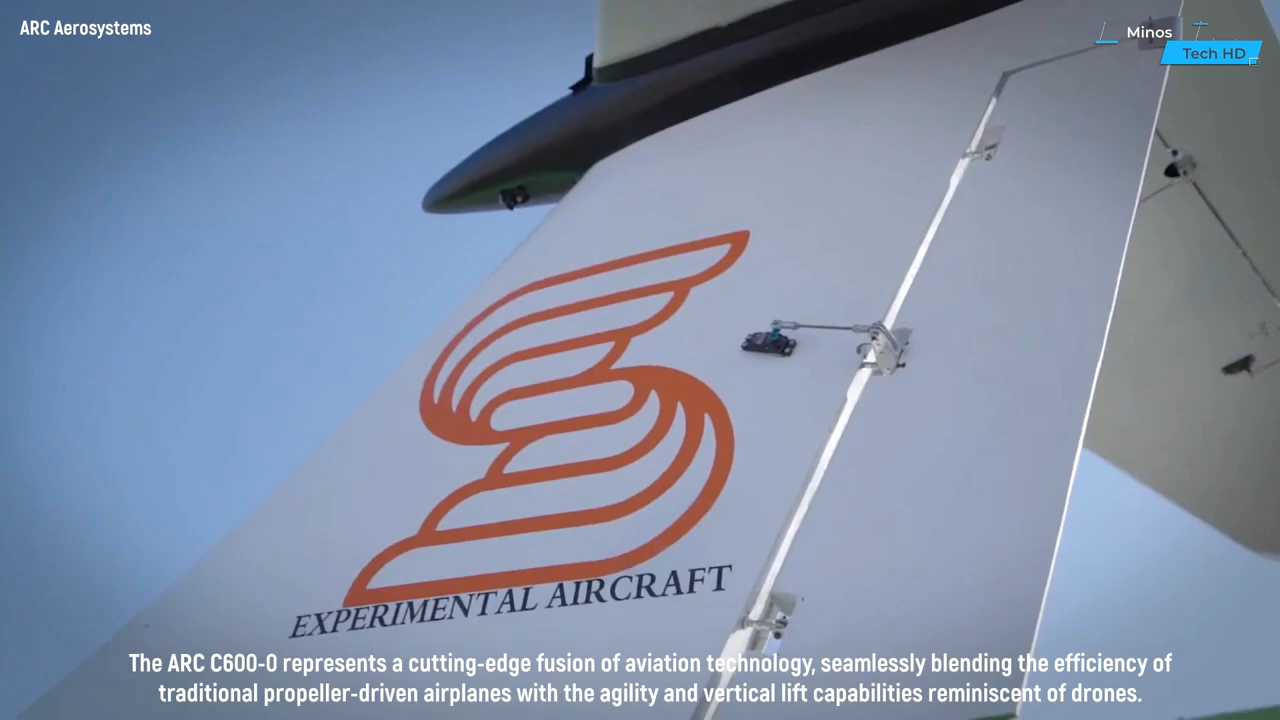 ARC Aerosystems
Minos
Tech HD
EXPERIMENTAL AIRCRAFT
The ARC C600-0 represents a cutting-edge fusion of aviation technology, seamlessly blending the efficiency of
traditional propeller-driven airplanes with the agility and vertical lift capabilities reminiscent of drones.